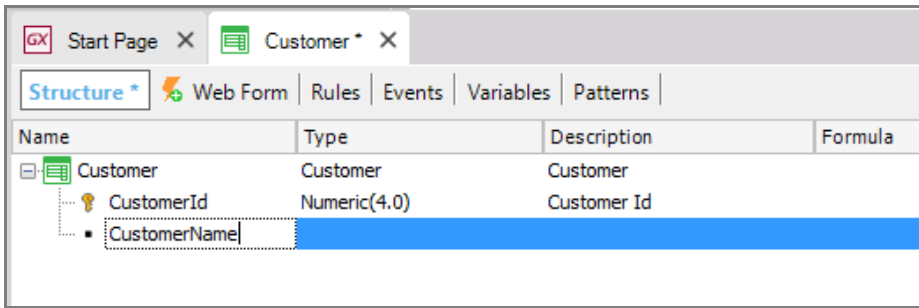 GX Start Page Customer *
Structure * Web Form Rules Events Variables Patterns
Name Type Description Formula
Customer Customer Customer
CustomerId Numeric(4.0) Customer Id
CustomerName